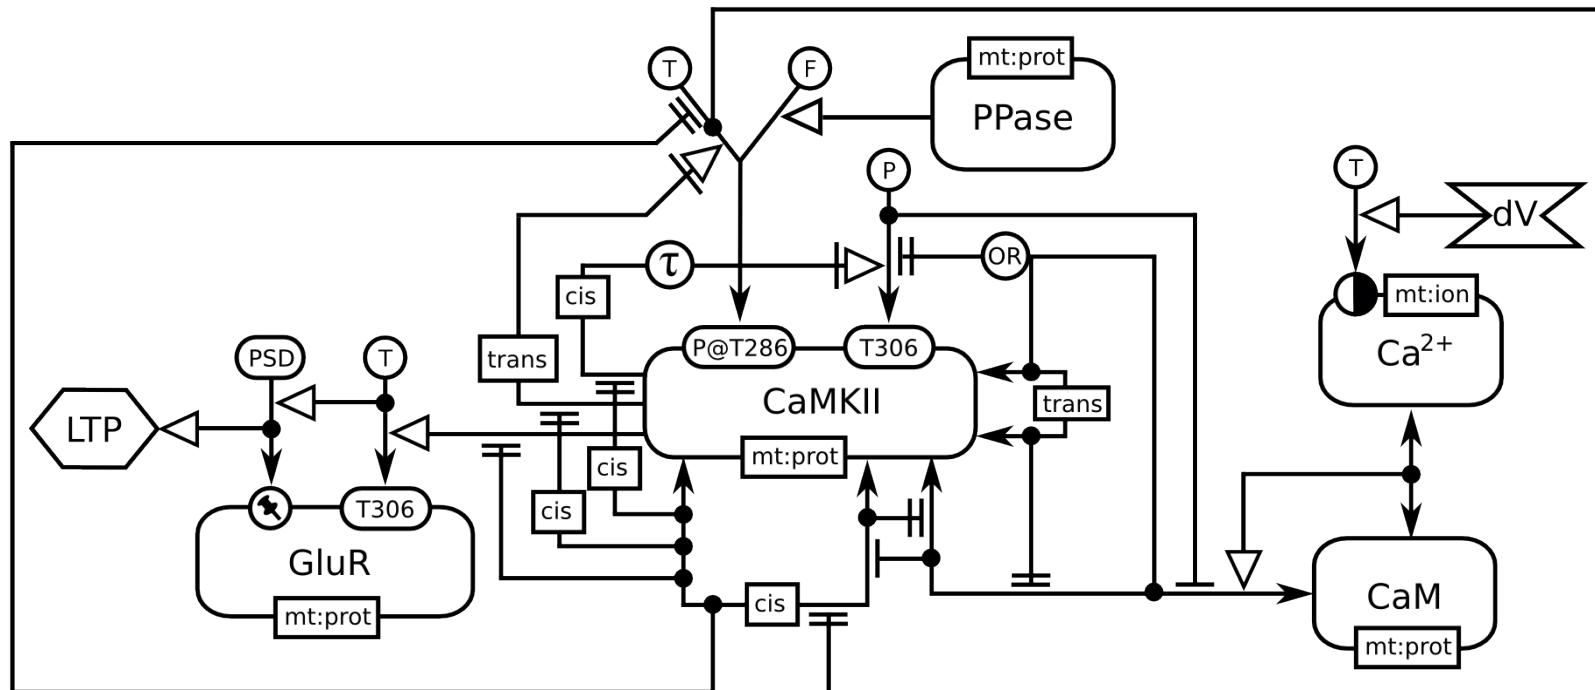 T
F
mt:prot
PPase
P
T
dV
τ
OR
cis
mt:ion
Ca2+
trans
P@T286
T306
CaMKII
trans
PSD
T
LTP
mt:prot
cis
cis
T306
GluR
mt:prot
cis
CaM
mt:prot